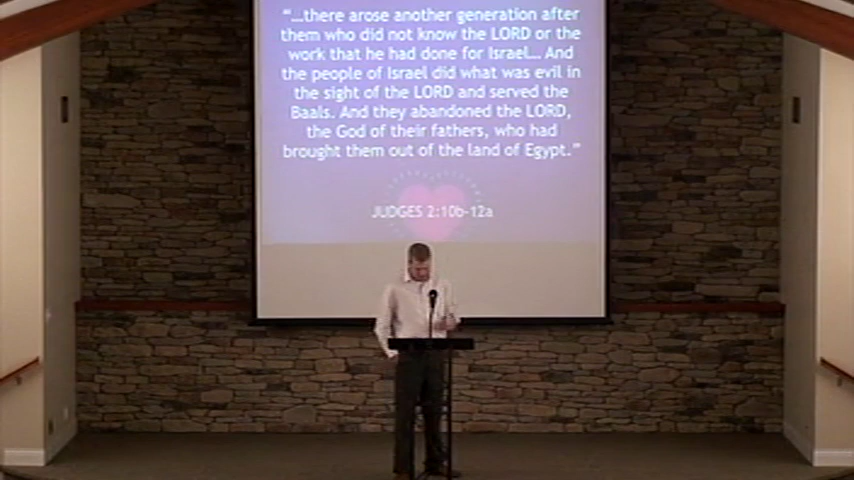 “...there arose another generation after
them who did not know the LORD or the
work that he had done for Israel... And
the people of Israel did what was evil in
the sight of the LORD and served the
Baals. And they abandoned the LORD,
the God of their fathers, who had
brought them out of the land of Egypt.”
JUDGES 2:10b-12a